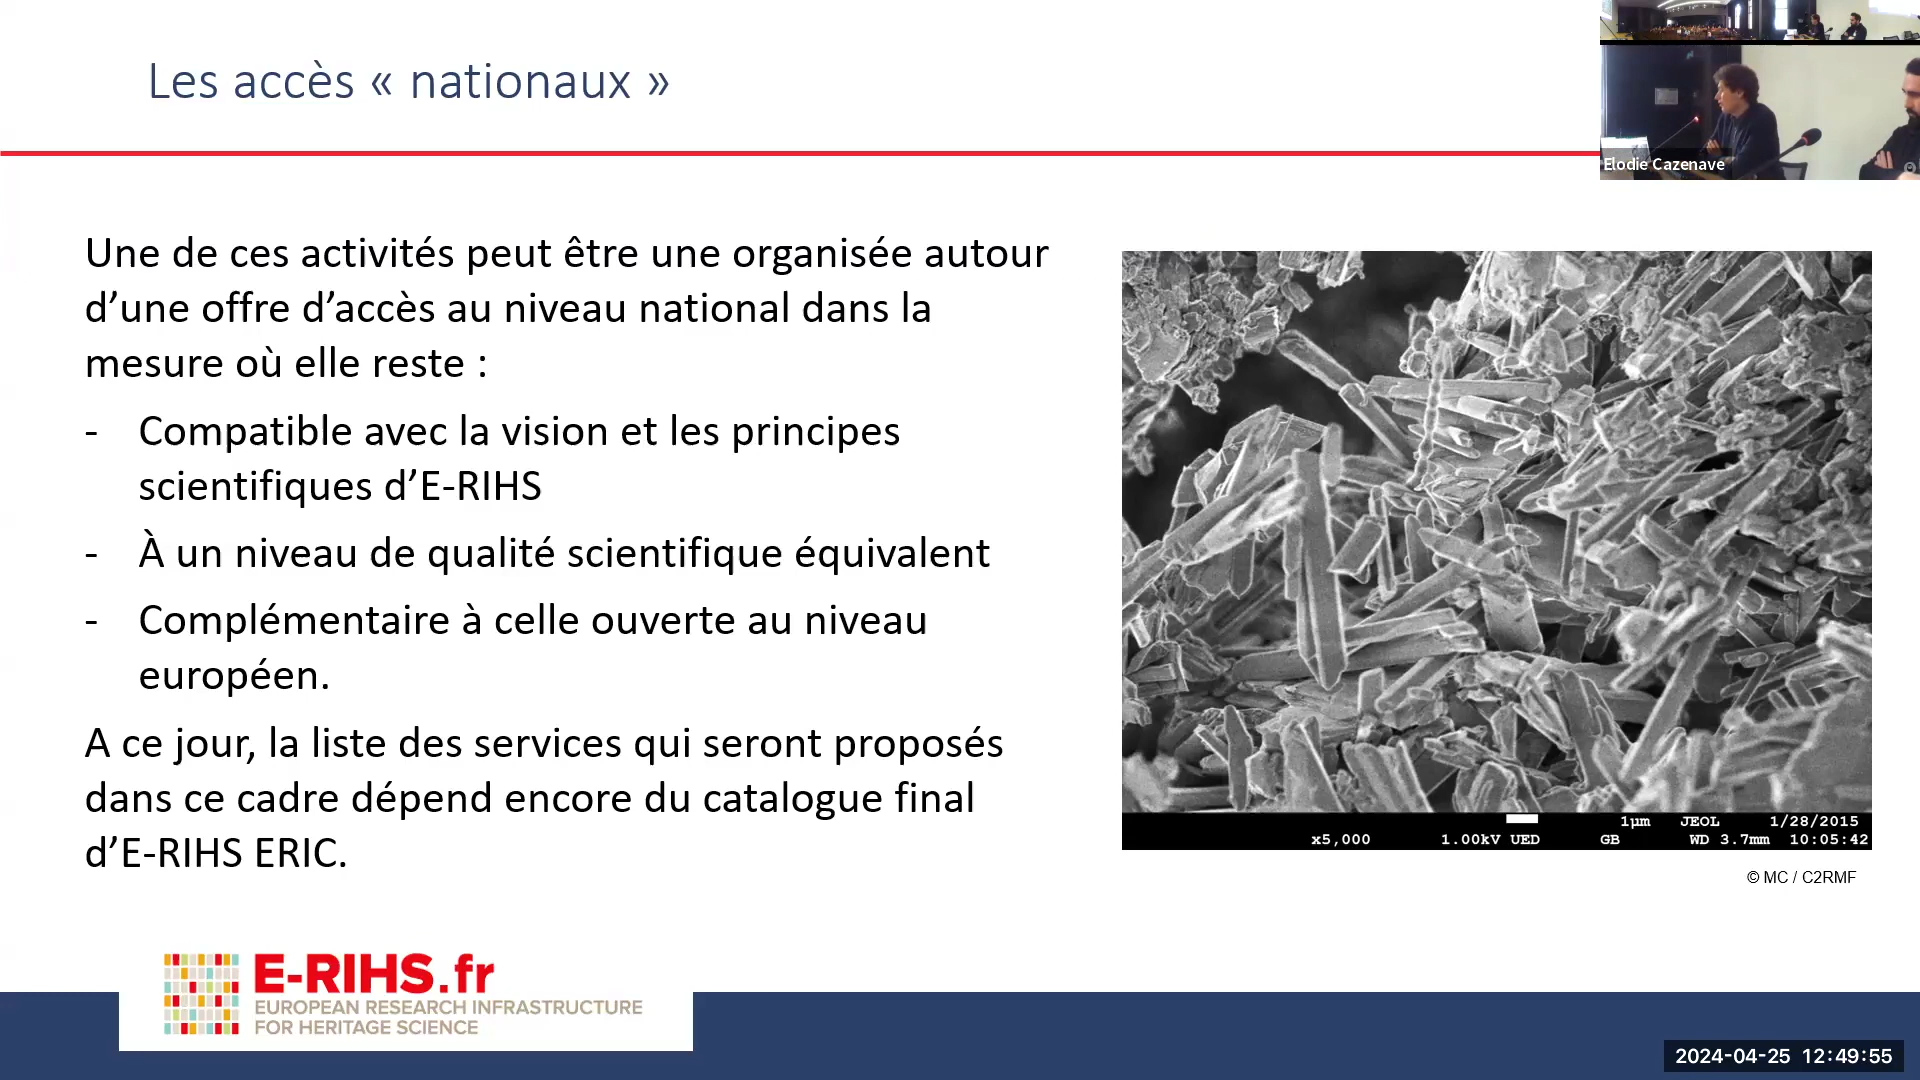 Les accès « nationaux »
Elodie Cazenave
Une de ces activités peut être une organisée autour
d’une offre d’accès au niveau national dans la
mesure où elle reste :
- Compatible avec la vision et les principes
scientifiques d’E-RIHS
- À un niveau de qualité scientifique équivalent
- Complémentaire à celle ouverte au niveau
européen.
A ce jour, la liste des services qui seront proposés
dans ce cadre dépend encore du catalogue final
d’E-RIHS ERIC.
1µm JEOL 1/28/2015
x5,000 1.00kV UED GB WD 3.7mm 10:05:42
© MC / C2RMF
E-RIHS.fr
EUROPEAN RESEARCH INFRASTRUCTURE
FOR HERITAGE SCIENCE
2024-04-25 12:49:55